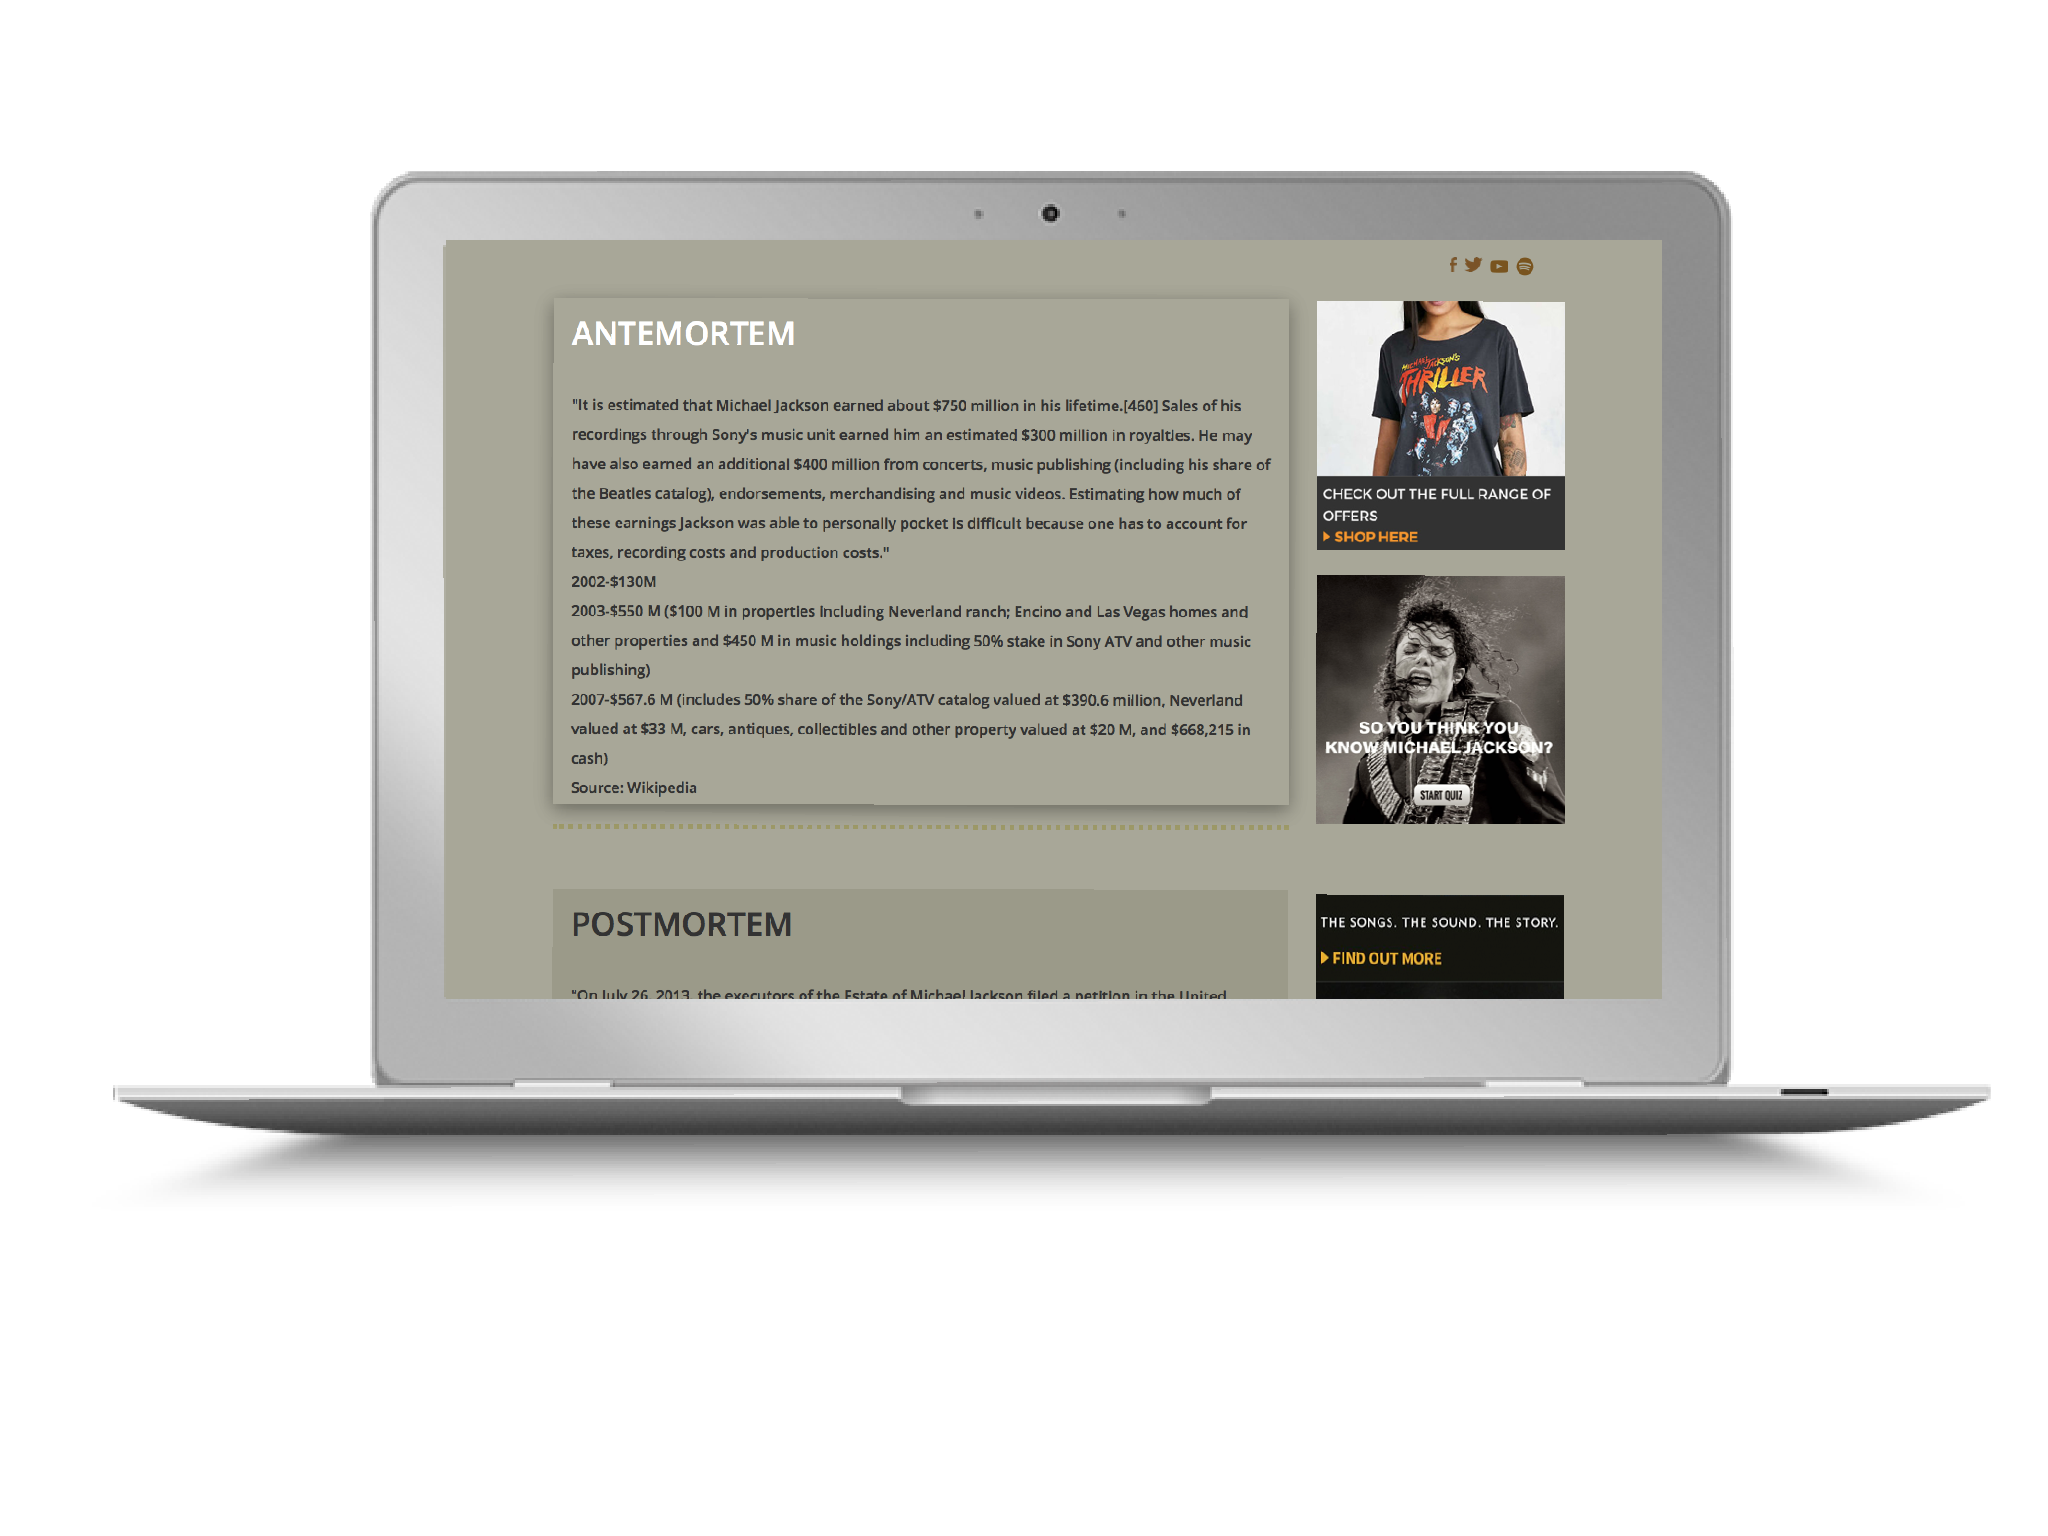 ANTEMORTEM
"It is estimated that Michael Jackson earned about $750 million in his lifetime.[460] Sales of his
recordings through Sony's music unit earned him an estimated $300 million in royalties. He may
have also earned an additional $400 million from concerts, music publishing (including his share of
the Beatles catalog), endorsements, merchandising and music videos. Estimating how much of
these earnings Jackson was able to personally pocket is difficult because one has to account for
taxes, recording costs and production costs."
2002-$130M
2003-$550 M ($100 M in properties including Neverland ranch; Encino and Las Vegas homes and
other properties and $450 M in music holdings including 50% stake in Sony ATV and other music
publishing)
2007-$567.6 M (includes 50% share of the Sony/ATV catalog valued at $390.6 million, Neverland
valued at $33 M, cars, antiques, collectibles and other property valued at $20 M, and $668,215 in
cash)
Source: Wikipedia
POSTMORTEM
"On July 26, 2013, the executors of the Estate of Michael Jackson filed a petition in the United
MICHAEL JACKSON'S
THRILLER
CHECK OUT THE FULL RANGE OF
OFFERS
SHOP HERE
SO YOU THINK YOU
KNOW MICHAEL JACKSON?
START QUIZ
THE SONGS. THE SOUND. THE STORY.
FIND OUT MORE